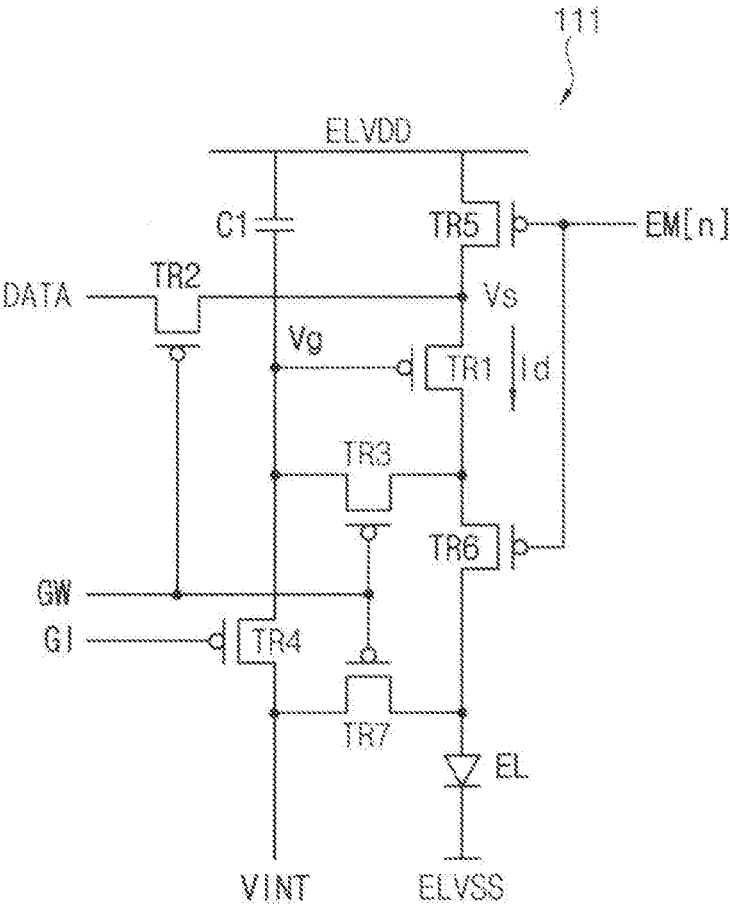 111
ELVDD
C1
TR5
EM[n]
TR2
DATA
Vs
Vg
TR1
Id
TR3
TR6
GW
GI
TR4
TR7
EL
VINT
ELVSS